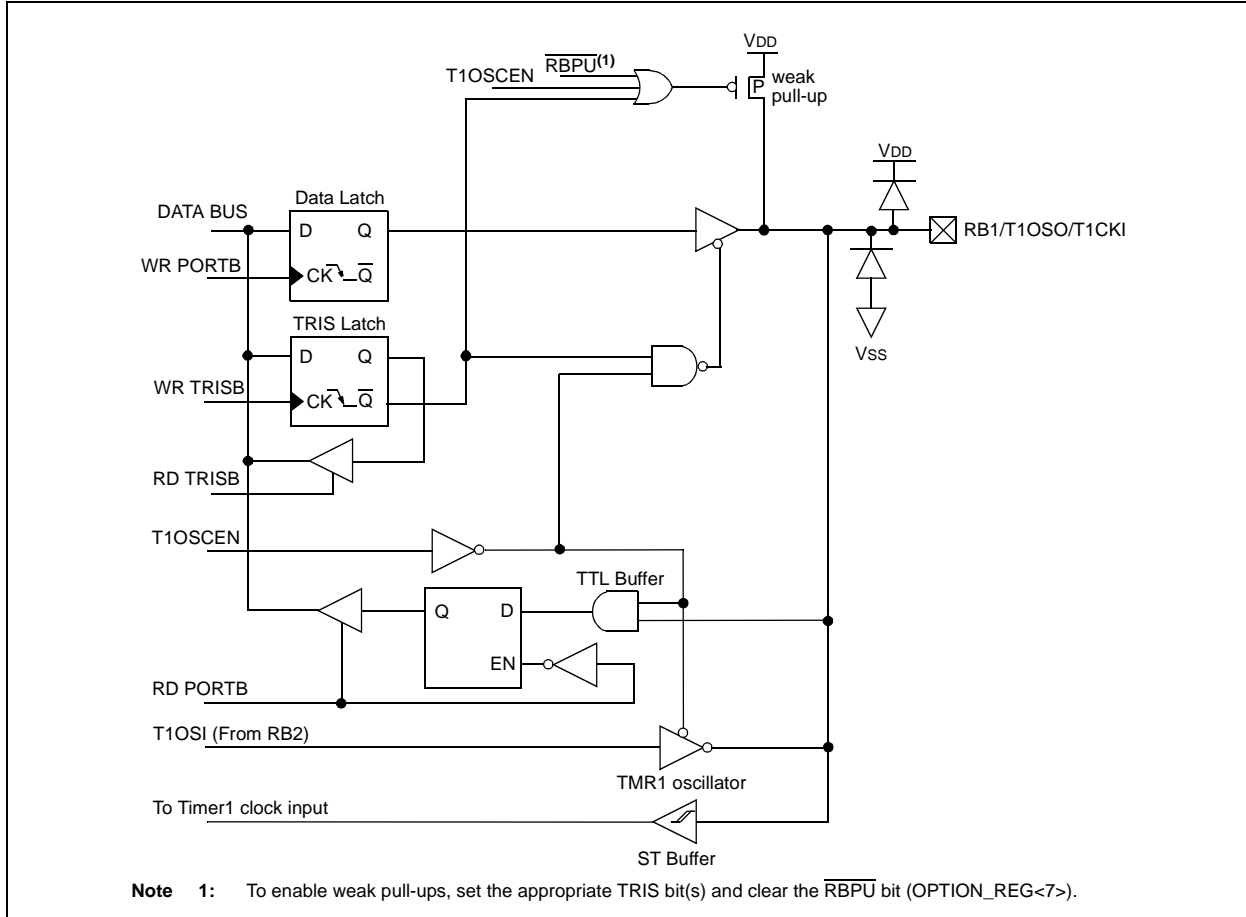 VDD
RBPU(1)
T1OSCEN
P
weak
pull-up
VDD
Data Latch
DATA BUS
D Q
RB1/T1OSO/T1CKI
WR PORTB
CK Q
TRIS Latch
VSS
D Q
WR TRISB
CK Q
RD TRISB
T1OSCEN
TTL Buffer
Q D
EN
RD PORTB
T1OSI (From RB2)
TMR1 oscillator
To Timer1 clock input
ST Buffer
Note 1: To enable weak pull-ups, set the appropriate TRIS bit(s) and clear the RBPU bit (OPTION_REG<7>).